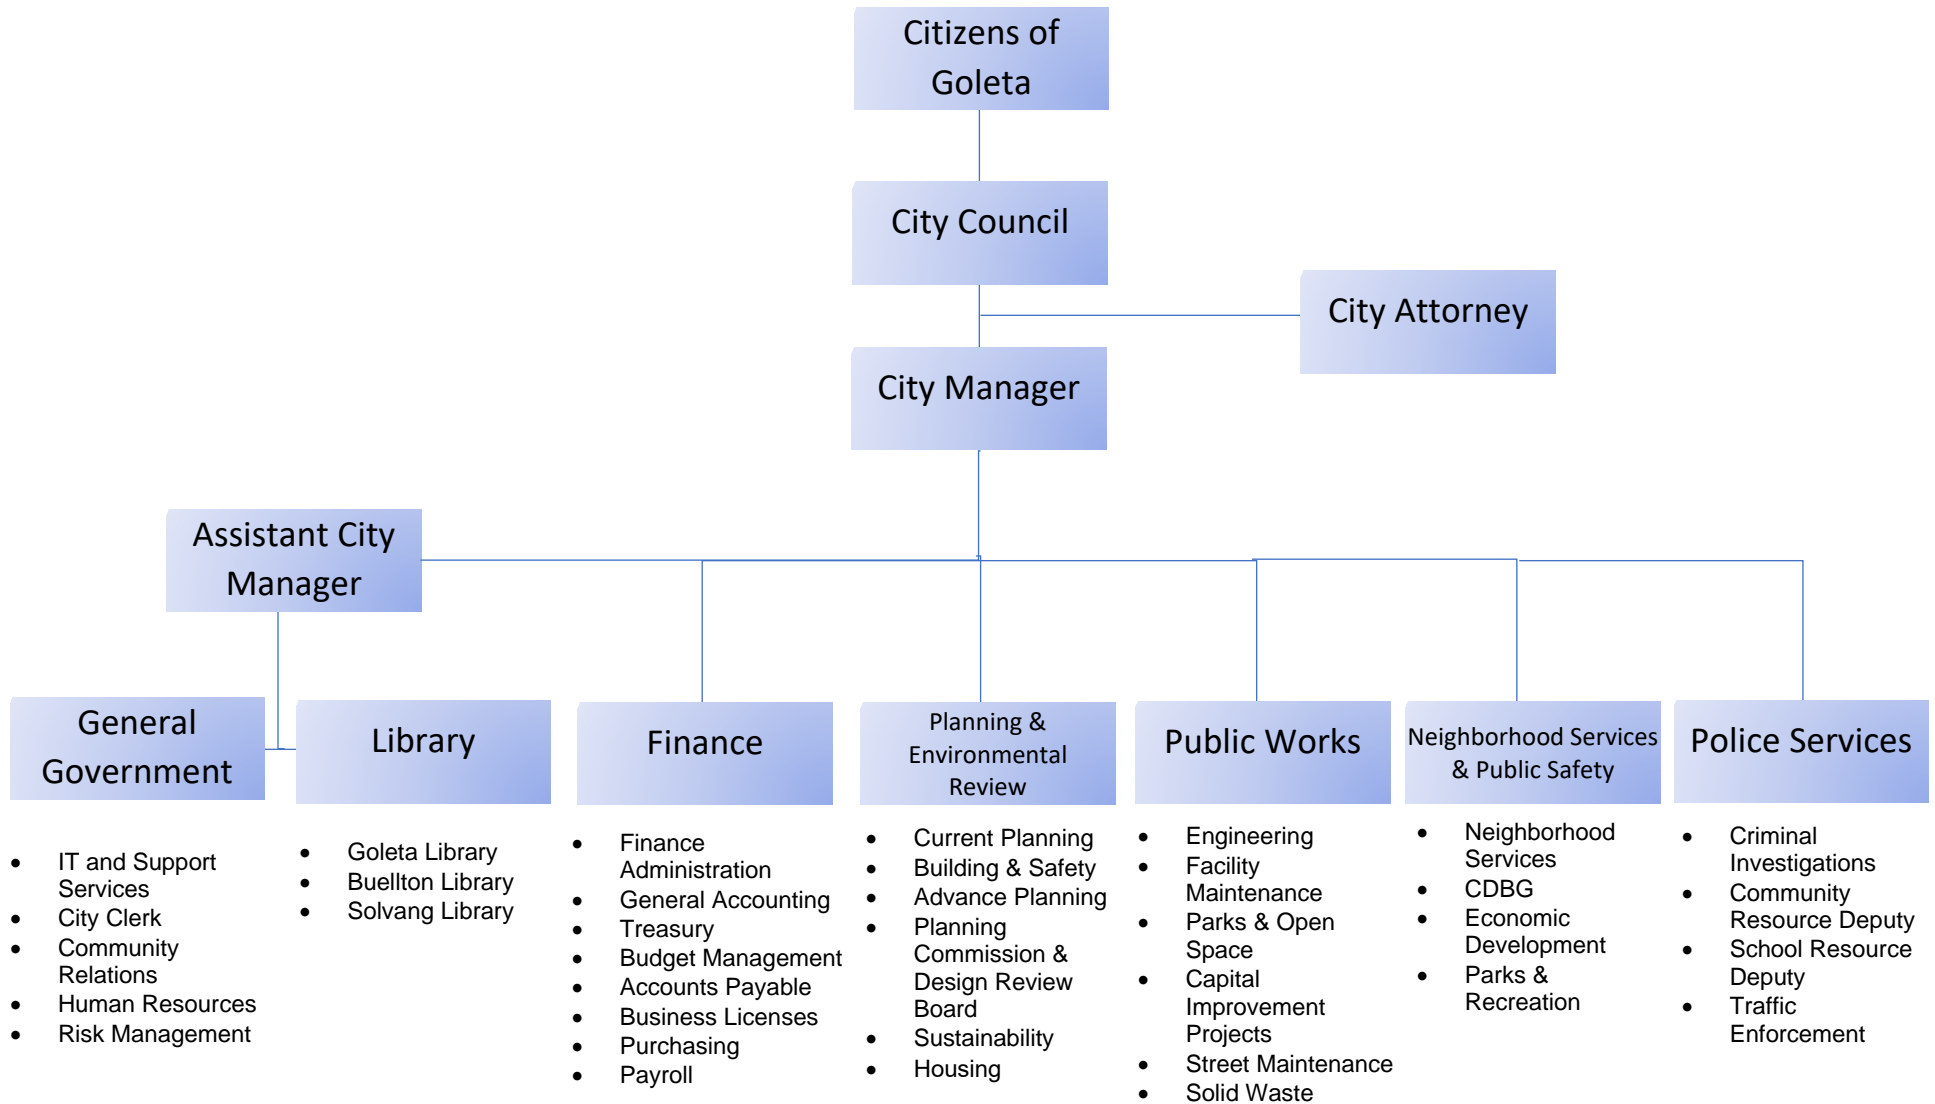 Citizens of
Goleta
City Council
City Attorney
City Manager
Assistant City
Manager
General
Government
• IT and Support
Services
• City Clerk
• Community
Relations
• Human Resources
• Risk Management
Library
• Goleta Library
• Buellton Library
• Solvang Library
Finance
• Finance
Administration
• General Accounting
• Treasury
• Budget Management
• Accounts Payable
• Business Licenses
• Purchasing
• Payroll
Planning &
Environmental
Review
• Current Planning
• Building & Safety
• Advance Planning
• Planning
Commission &
Design Review
Board
• Sustainability
• Housing
Public Works
• Engineering
• Facility
Maintenance
• Parks & Open
Space
• Capital
Improvement
Projects
• Street Maintenance
• Solid Waste
Neighborhood Services
& Public Safety
• Neighborhood
Services
• CDBG
• Economic
Development
• Parks &
Recreation
Police Services
• Criminal
Investigations
• Community
Resource Deputy
• School Resource
Deputy
• Traffic
Enforcement